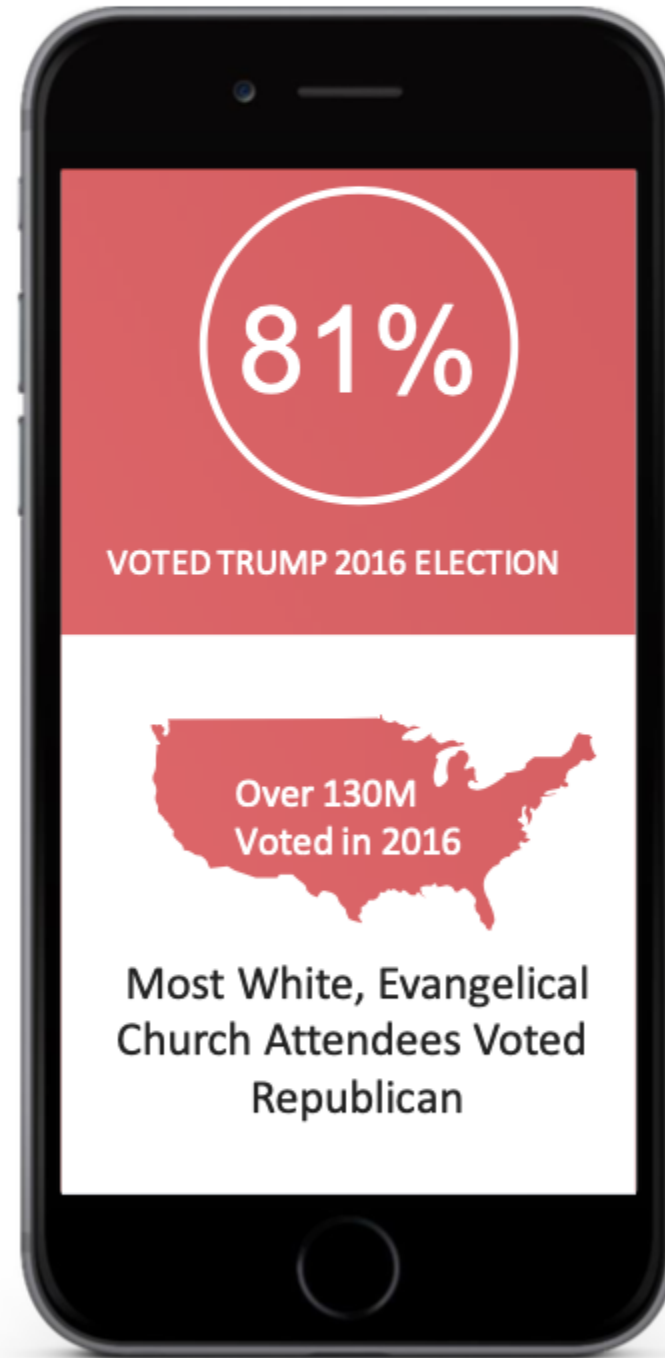 81%
VOTED TRUMP 2016 ELECTION
Over 130M
Voted in 2016
Most White, Evangelical
Church Attendees Voted
Republican